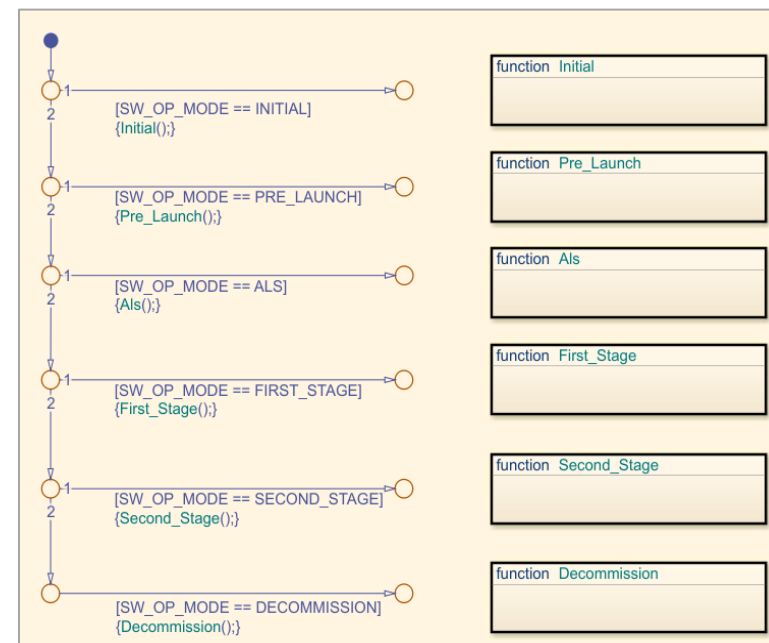 function Initial
1
[SW_OP_MODE == INITIAL]
{Initial();}
2
function Pre_Launch
1
[SW_OP_MODE == PRE_LAUNCH]
{Pre_Launch();}
2
function Als
1
[SW_OP_MODE == ALS]
{Als();}
2
function First_Stage
1
[SW_OP_MODE == FIRST_STAGE]
{First_Stage();}
2
function Second_Stage
1
[SW_OP_MODE == SECOND_STAGE]
{Second_Stage();}
2
function Decommission
[SW_OP_MODE == DECOMMISSION]
{Decommission();}